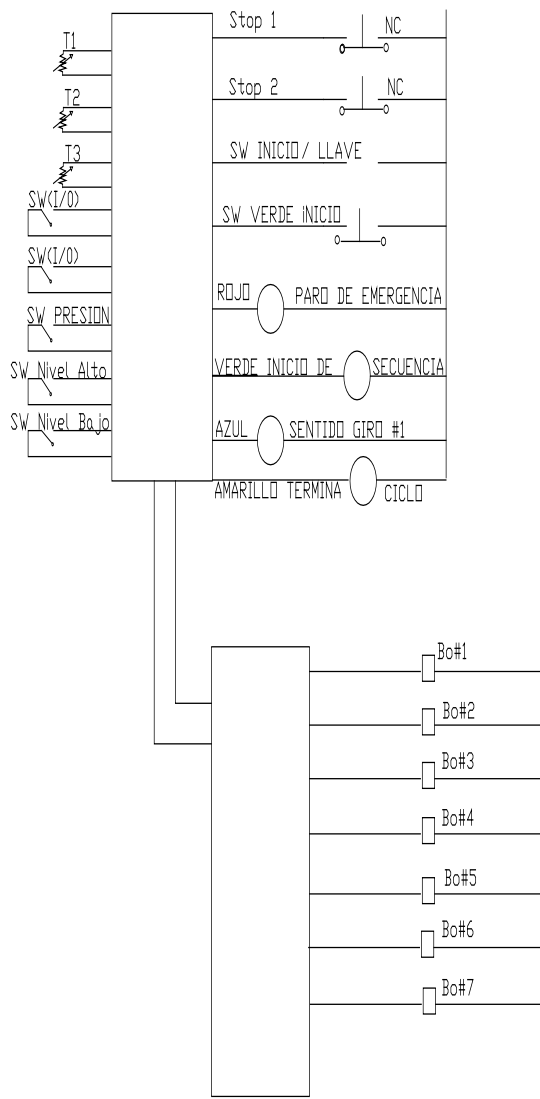 Stop 1
NC
T1
Stop 2
NC
T2
T3
SW INICIO/ LLAVE
SW(I/0)
SW VERDE iNICIO
SW(I/0)
ROJO
PARO DE EMERGENCIA
SW PRESION
SW Nivel Alto
VERDE INICIO DE
SECUENCIA
SW Nivel Bajo
AZUL
SENTIDO GIRO #1
AMARILLO TERMINA
CICLO
Bo#1
Bo#2
Bo#3
Bo#4
Bo#5
Bo#6
Bo#7